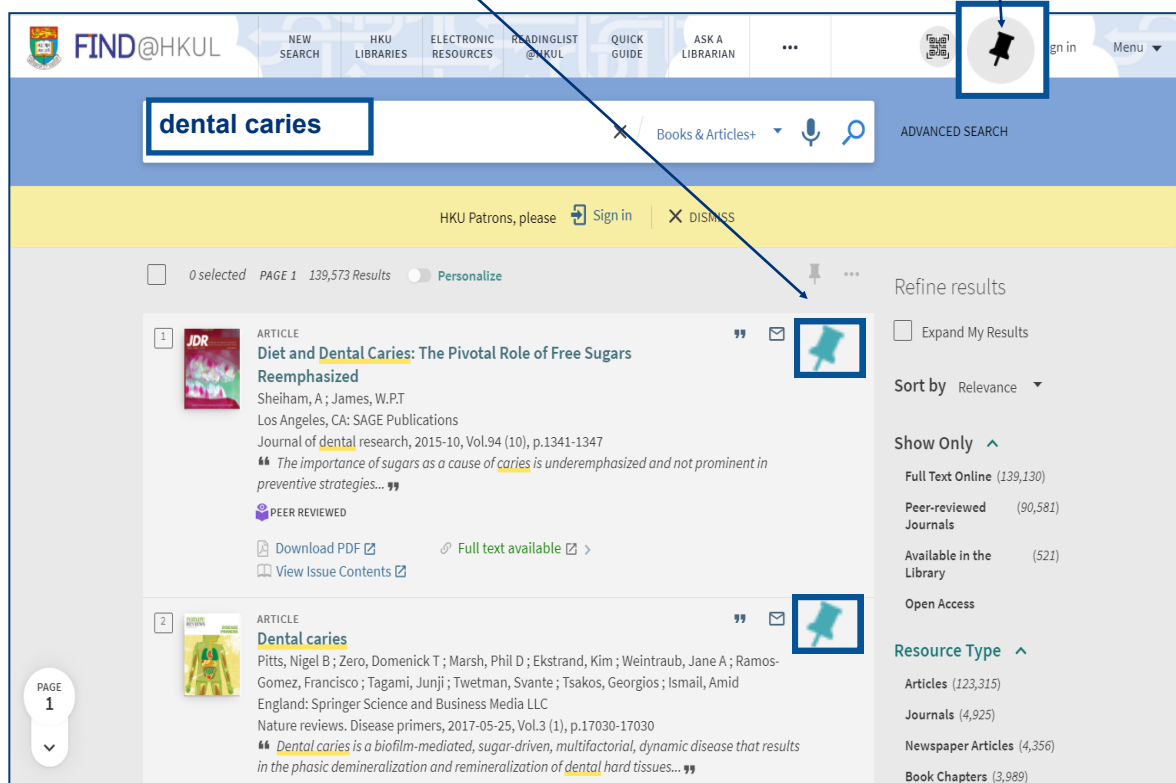 FIND@HKUL
NEW SEARCH
HKU LIBRARIES
ELECTRONIC RESOURCES
READINGLIST @HKUL
QUICK GUIDE
ASK A LIBRARIAN
•••
gn in
Menu
dental caries
Books & Articles+
ADVANCED SEARCH
HKU Patrons, please Sign in
DISMISS
0 selected PAGE 1 139,573 Results Personalize
1
JDR
ARTICLE
Diet and Dental Caries: The Pivotal Role of Free Sugars
Reemphasized
Sheiham, A ; James, W.P.T
Los Angeles, CA: SAGE Publications
Journal of dental research, 2015-10, Vol.94 (10), p.1341-1347
❝ The importance of sugars as a cause of caries is underemphasized and not prominent in
preventive strategies... ❞
PEER REVIEWED
Download PDF
Full text available
View Issue Contents
2
ARTICLE
Dental caries
Pitts, Nigel B ; Zero, Domenick T ; Marsh, Phil D ; Ekstrand, Kim ; Weintraub, Jane A ; Ramos-
Gomez, Francisco ; Tagami, Junji ; Twetman, Svante ; Tsakos, Georgios ; Ismail, Amid
England: Springer Science and Business Media LLC
Nature reviews. Disease primers, 2017-05-25, Vol.3 (1), p.17030-17030
❝ Dental caries is a biofilm-mediated, sugar-driven, multifactorial, dynamic disease that results
in the phasic demineralization and remineralization of dental hard tissues... ❞
PAGE
1
Refine results
Expand My Results
Sort by Relevance
Show Only
Full Text Online (139,130)
Peer-reviewed (90,581)
Journals
Available in the (521)
Library
Open Access
Resource Type
Articles (123,315)
Journals (4,925)
Newspaper Articles (4,356)
Book Chapters (3,989)